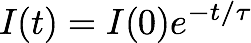 I(t) = I(0)e^{-t/τ}